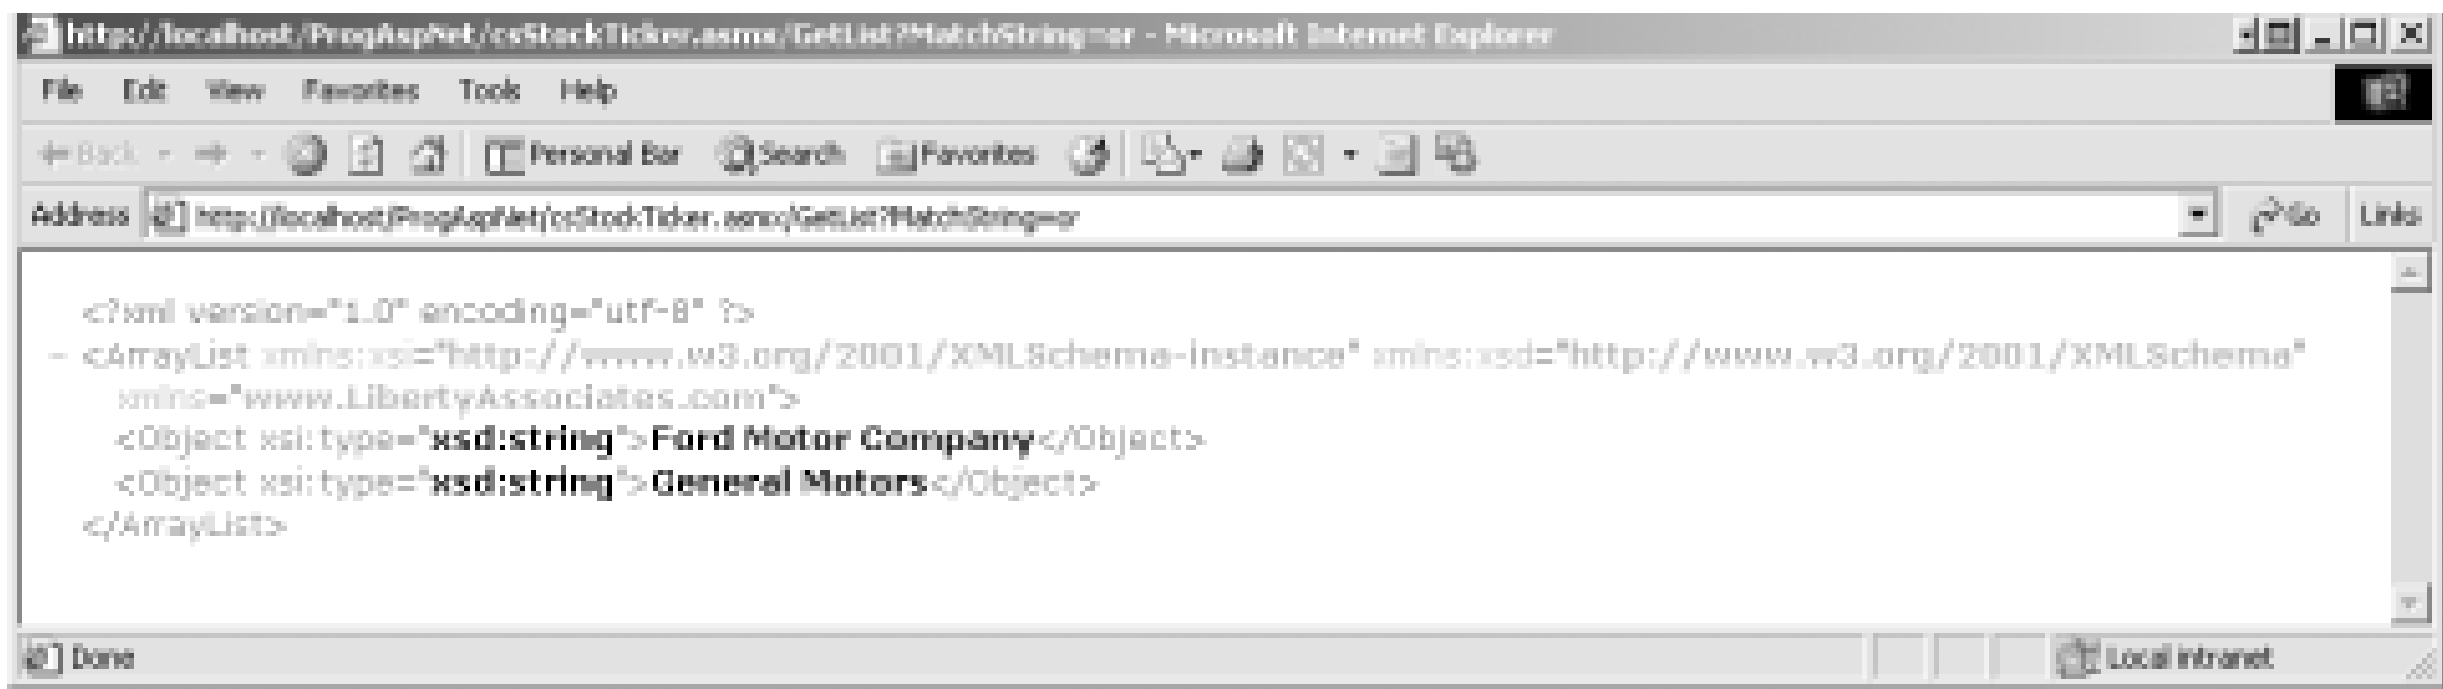 http://localhost/ProgAspNet/csStockTicker.asmx/GetList?MatchString=or - Microsoft Internet Explorer
File Edit View Favorites Tools Help
Back Personal Bar Search Favorites
Address http://localhost/ProgAspNet/csStockTicker.asmx/GetList?MatchString=or Go Links
<?xml version="1.0" encoding="utf-8" ?>
- <ArrayList xmlns:xsi="http://www.w3.org/2001/XMLSchema-instance" xmlns:xsd="http://www.w3.org/2001/XMLSchema"
xmlns="www.LibertyAssociates.com">
<Object xsi:type="xsd:string">Ford Motor Company</Object>
<Object xsi:type="xsd:string">General Motors</Object>
</ArrayList>
Done Local intranet